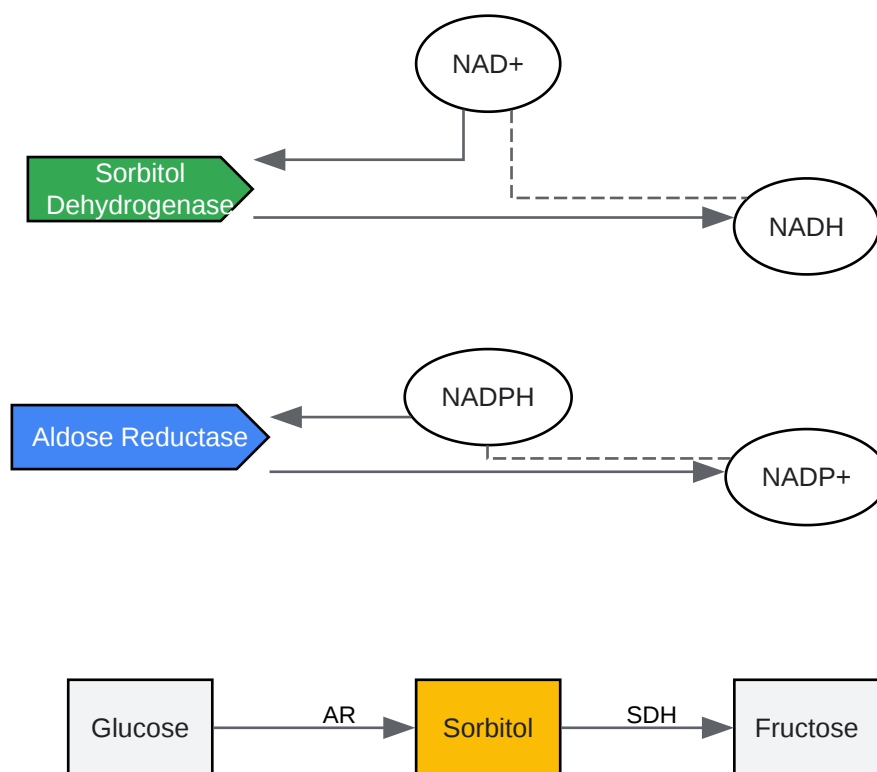 NAD+
Sorbitol
Dehydrogenase
NADH
NADPH
Aldose Reductase
NADP+
AR
SDH
Glucose
Sorbitol
Fructose